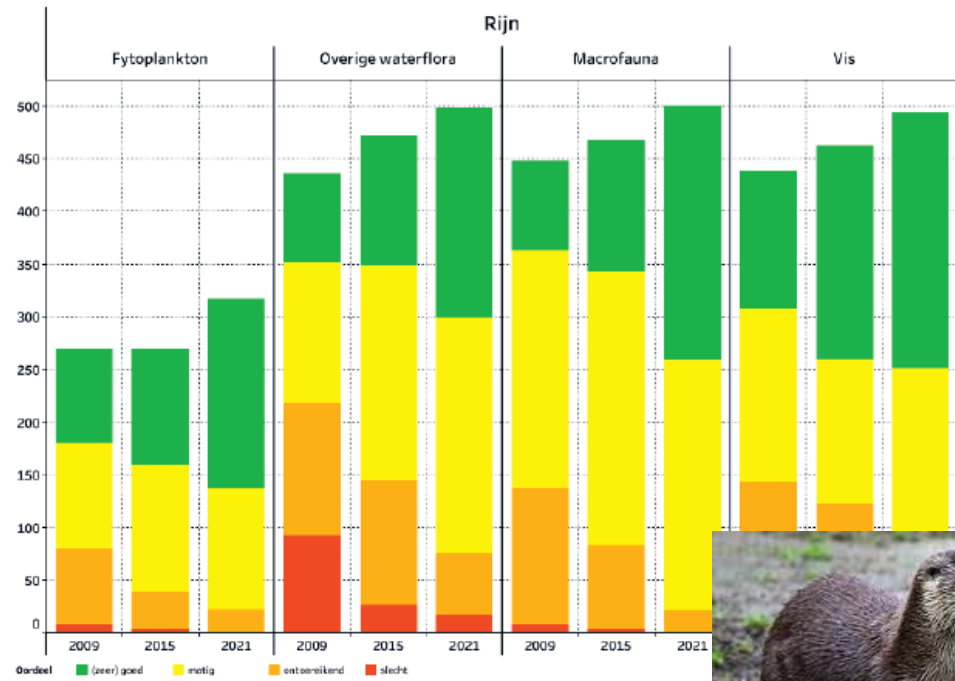 Rijn
Fytoplankton Overige waterflora Macrofauna Vis
500
450
400
350
300
250
200
150
100
50
0
2009 2015 2021 2009 2015 2021 2009 2015 2021
Oordeel (zeer) goed matig ontoereikend slecht